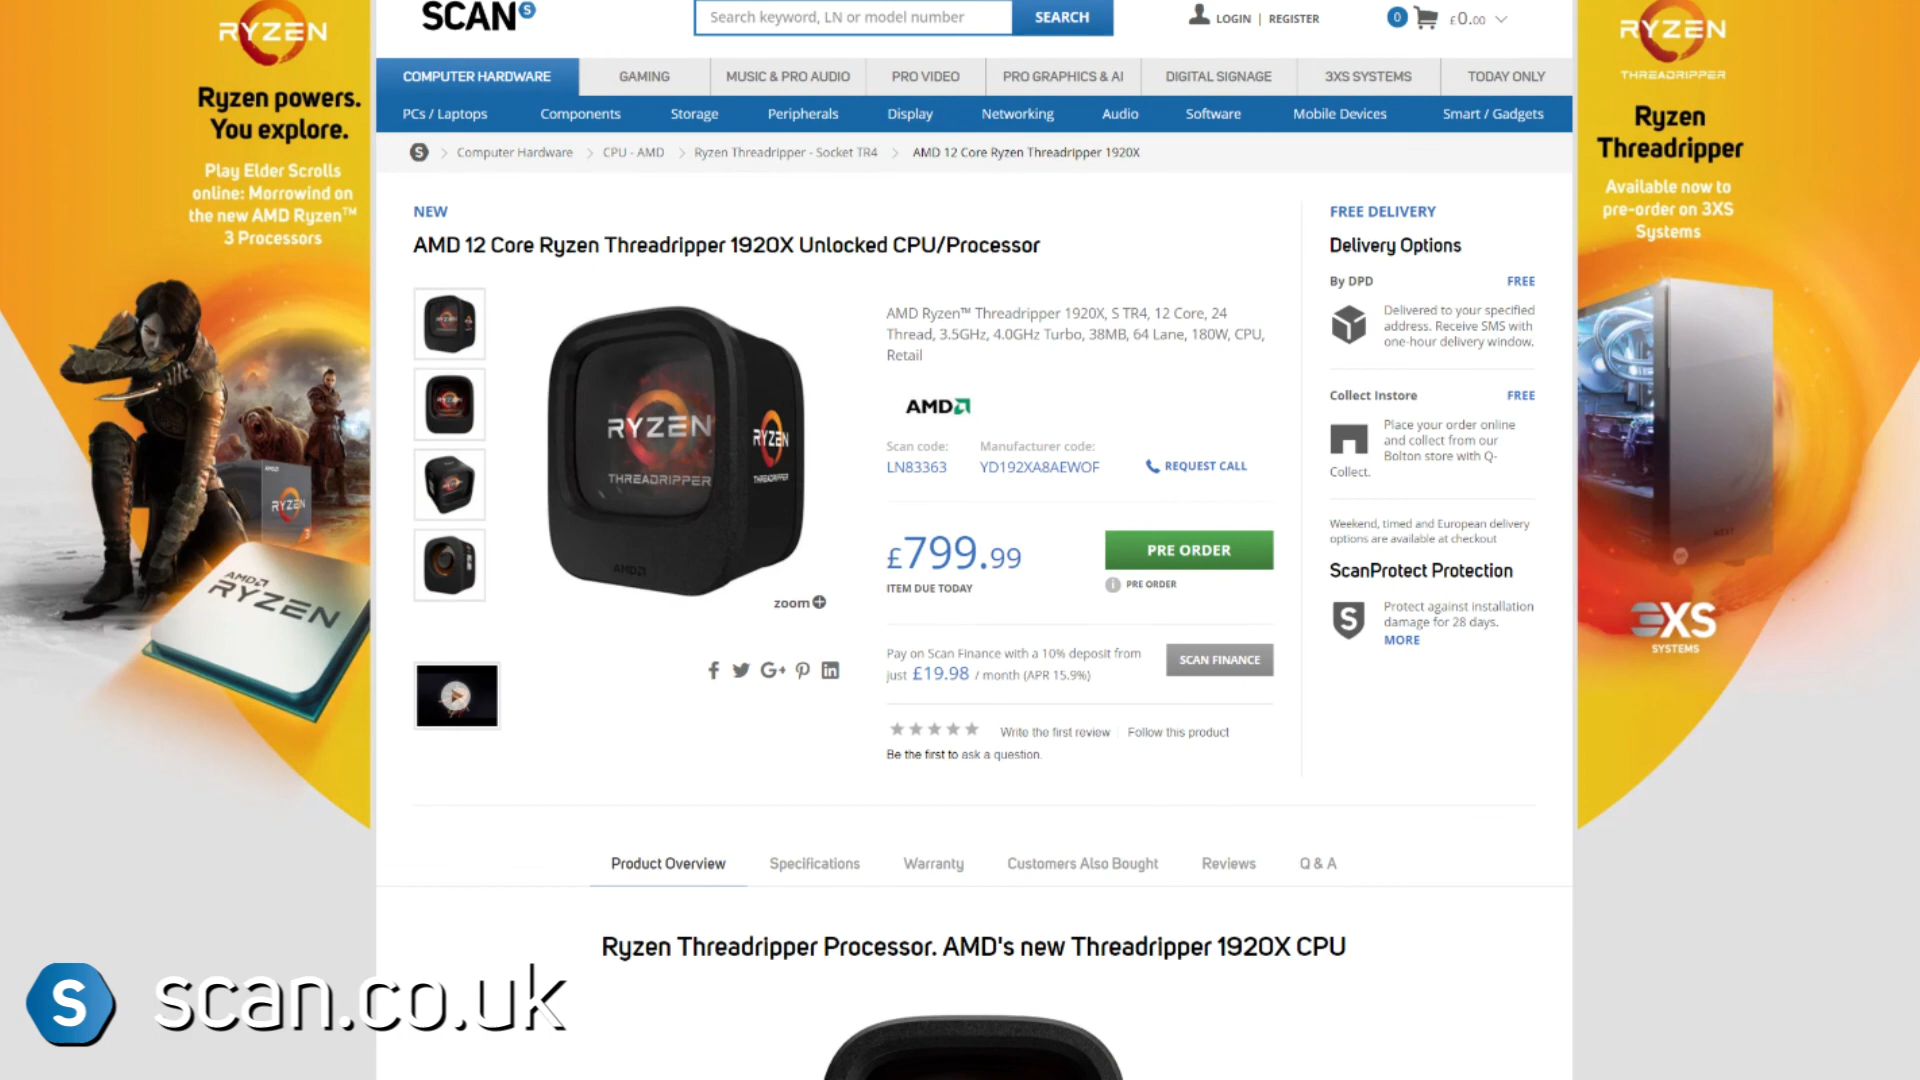 RYZEN
Ryzen powers.
You explore.
Play Elder Scrolls
online: Morrowind on
the new AMD Ryzen™
3 Processors
AMD
RYZEN
3
AMD
RYZEN
SCAN S
Search keyword, LN or model number
SEARCH
LOGIN | REGISTER
0 £0.00
COMPUTER HARDWARE GAMING MUSIC & PRO AUDIO PRO VIDEO PRO GRAPHICS & AI DIGITAL SIGNAGE 3XS SYSTEMS TODAY ONLY
PCs / Laptops Components Storage Peripherals Display Networking Audio Software Mobile Devices Smart / Gadgets
S > Computer Hardware > CPU - AMD > Ryzen Threadripper - Socket TR4 > AMD 12 Core Ryzen Threadripper 1920X
NEW
AMD 12 Core Ryzen Threadripper 1920X Unlocked CPU/Processor
RYZEN
THREADRIPPER
RYZEN
THREADRIPPER
AMD
zoom
AMD Ryzen™ Threadripper 1920X, S TR4, 12 Core, 24
Thread, 3.5GHz, 4.0GHz Turbo, 38MB, 64 Lane, 180W, CPU,
Retail
AMD
Scan code: Manufacturer code:
LN83363 YD192XA8AEWOF REQUEST CALL
£799.99
PRE ORDER
ITEM DUE TODAY
i PRE ORDER
Pay on Scan Finance with a 10% deposit from
just £19.98 / month (APR 15.9%)
SCAN FINANCE
Write the first review Follow this product
Be the first to ask a question.
FREE DELIVERY
Delivery Options
By DPD FREE
Delivered to your specified
address. Receive SMS with
one-hour delivery window.
Collect Instore FREE
Place your order online
and collect from our
Bolton store with Q-
Collect.
Weekend, timed and European delivery
options are available at checkout
ScanProtect Protection
S
Protect against installation
damage for 28 days.
MORE
Product Overview Specifications Warranty Customers Also Bought Reviews Q & A
Ryzen Threadripper Processor. AMD's new Threadripper 1920X CPU
RYZEN
THREADRIPPER
Ryzen
Threadripper
Available now to
pre-order on 3XS
Systems
3XS
SYSTEMS
S scan.co.uk